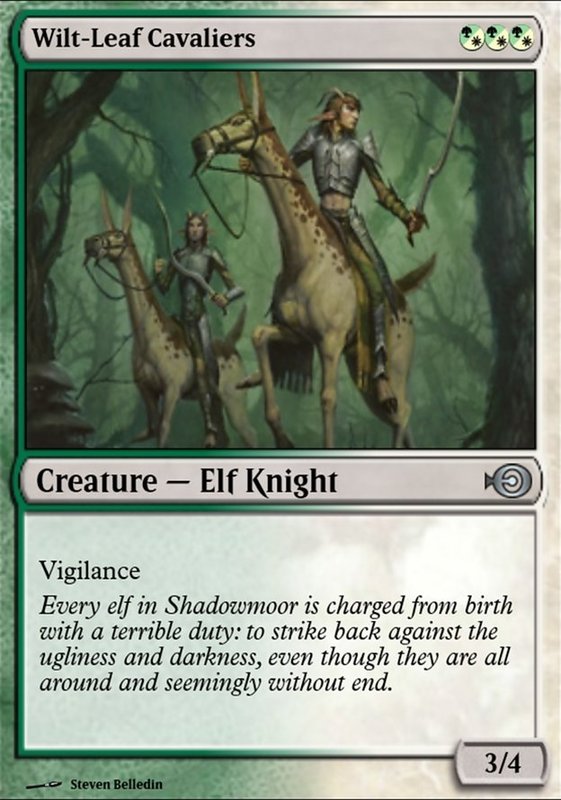 Wilt-Leaf Cavaliers
Creature — Elf Knight
Vigilance
Every elf in Shadowmoor is charged from birth
with a terrible duty: to strike back against the
ugliness and darkness, even though they are all
around and seemingly without end.
3/4
Steven Belledin